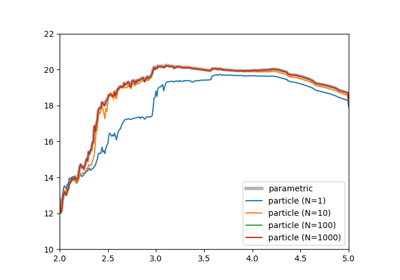 22
20
18
16
14
12
10
2.0 2.5 3.0 3.5 4.0 4.5 5.0
parametric
particle (N=1)
particle (N=10)
particle (N=100)
particle (N=1000)